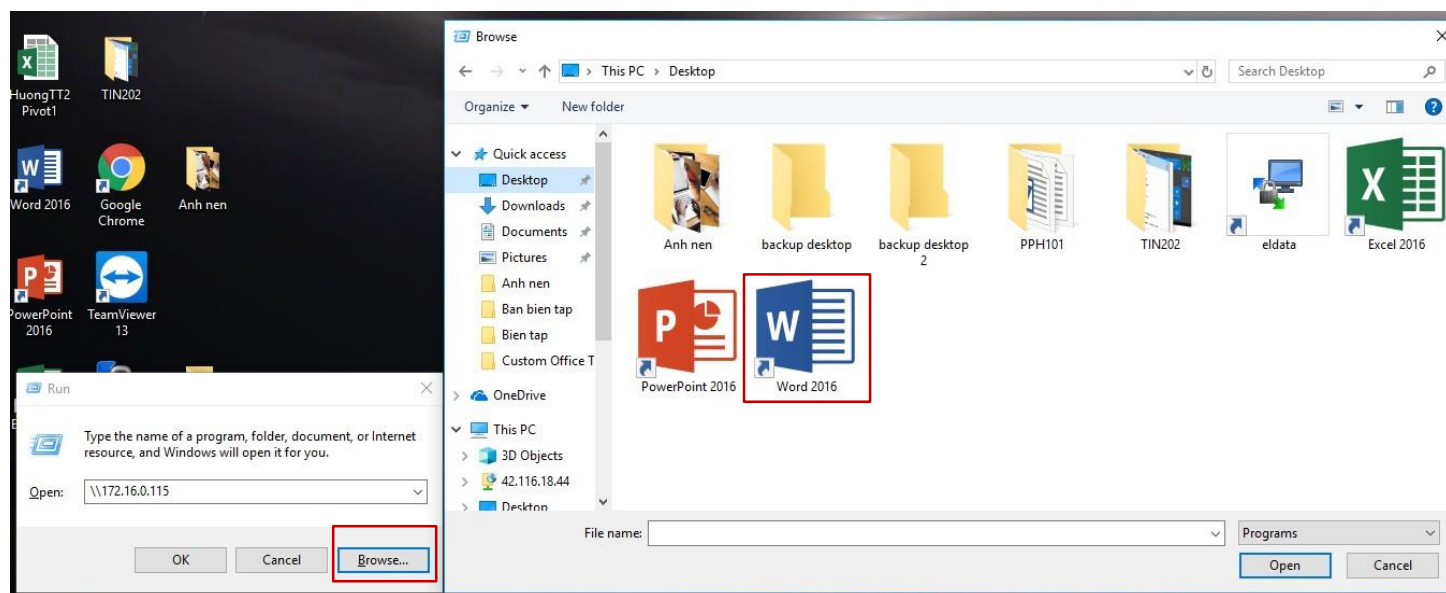 HuongTT2
Pivot1
TIN202
Word 2016
Google
Chrome
Anh nen
PowerPoint
2016
TeamViewer
13
Run
Type the name of a program, folder, document, or Internet
resource, and Windows will open it for you.
Open:
\\172.16.0.115
OK
Cancel
Browse...
Browse
This PC
Desktop
Search Desktop
Organize
New folder
Quick access
Desktop
Downloads
Documents
Pictures
Anh nen
Ban bien tap
Bien tap
Custom Office T
OneDrive
This PC
3D Objects
42.116.18.44
Desktop
Anh nen
backup desktop
backup desktop
2
PPH101
TIN202
eldata
Excel 2016
PowerPoint 2016
Word 2016
File name:
Programs
Open
Cancel